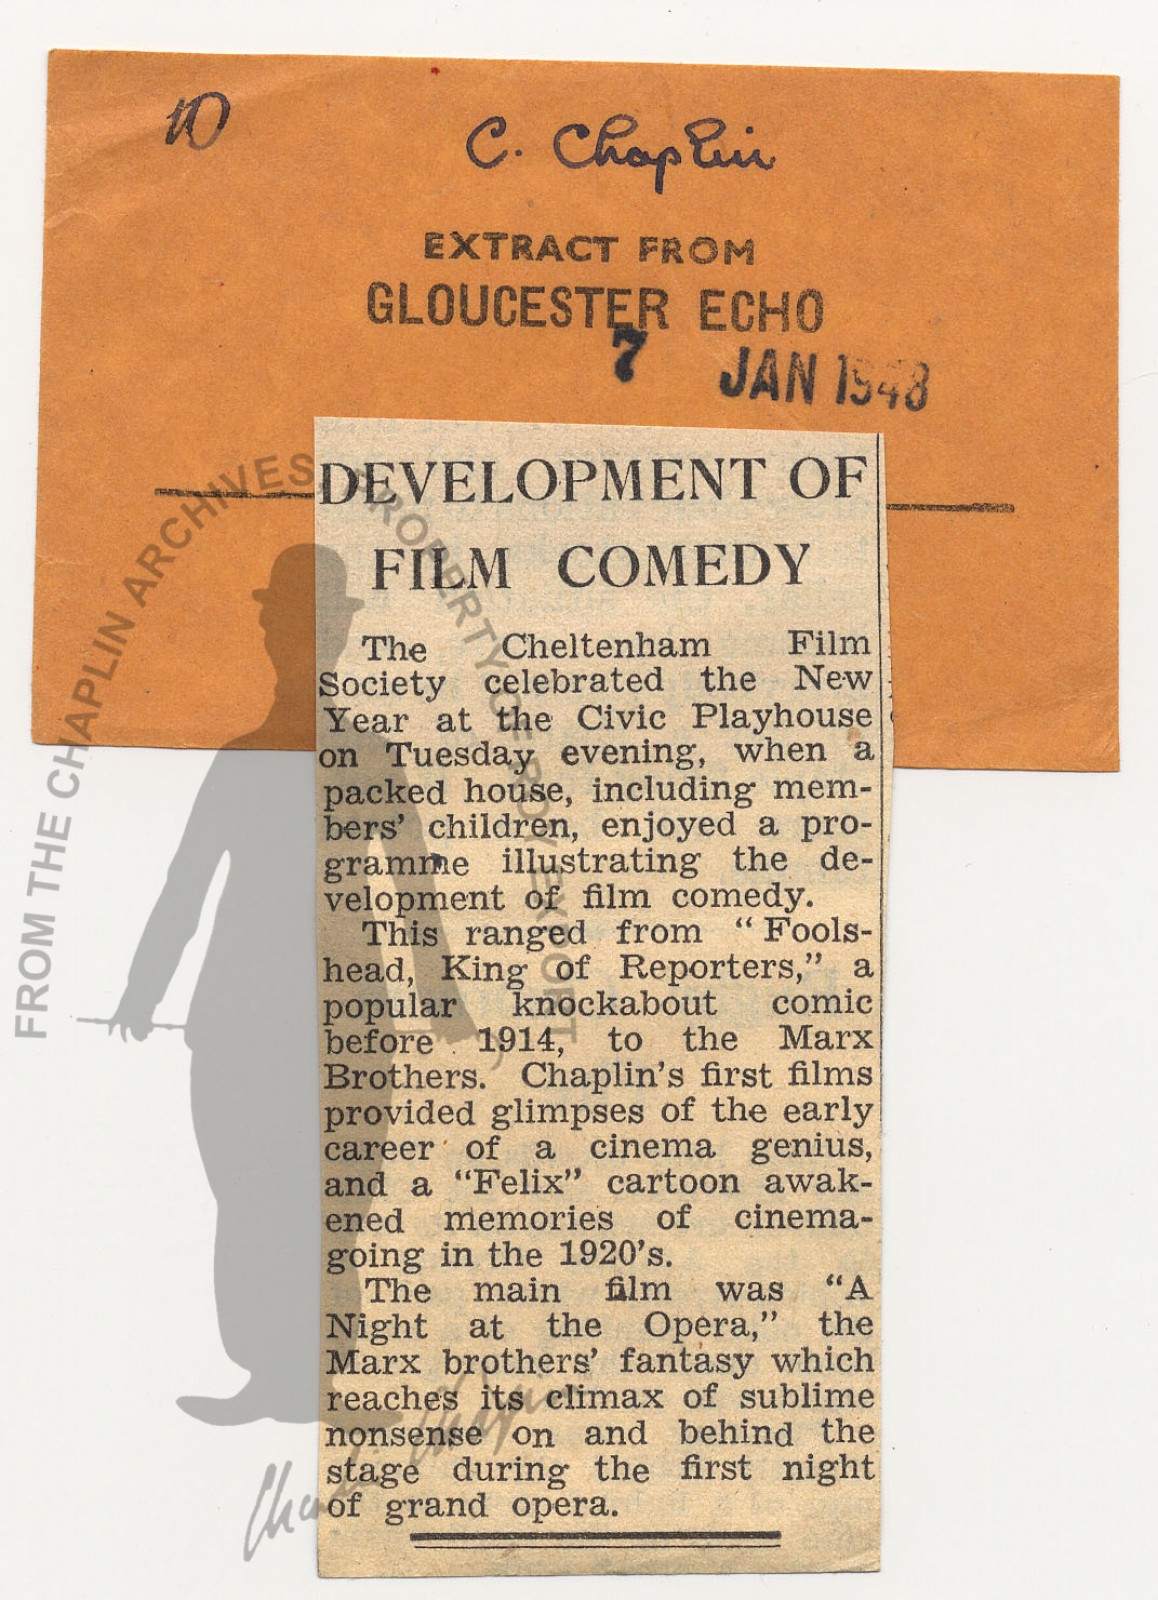 10
C. Chaplin
EXTRACT FROM
GLOUCESTER ECHO
7 JAN 1948
DEVELOPMENT OF
FILM COMEDY
The Cheltenham Film
Society celebrated the New
Year at the Civic Playhouse
on Tuesday evening, when a
packed house, including mem-
bers' children, enjoyed a pro-
gramme illustrating the de-
velopment of film comedy.
This ranged from "Fools-
head, King of Reporters," a
popular knockabout comic
before 1914, to the Marx
Brothers. Chaplin's first films
provided glimpses of the early
career of a cinema genius,
and a "Felix" cartoon awak-
ened memories of cinema-
going in the 1920's.
The main film was "A
Night at the Opera," the
Marx brothers' fantasy which
reaches its climax of sublime
nonsense on and behind the
stage during the first night
of grand opera.
FROM THE CHAPLIN ARCHIVES, PROPERTY OF ROY EXPORT
Charlie Chaplin